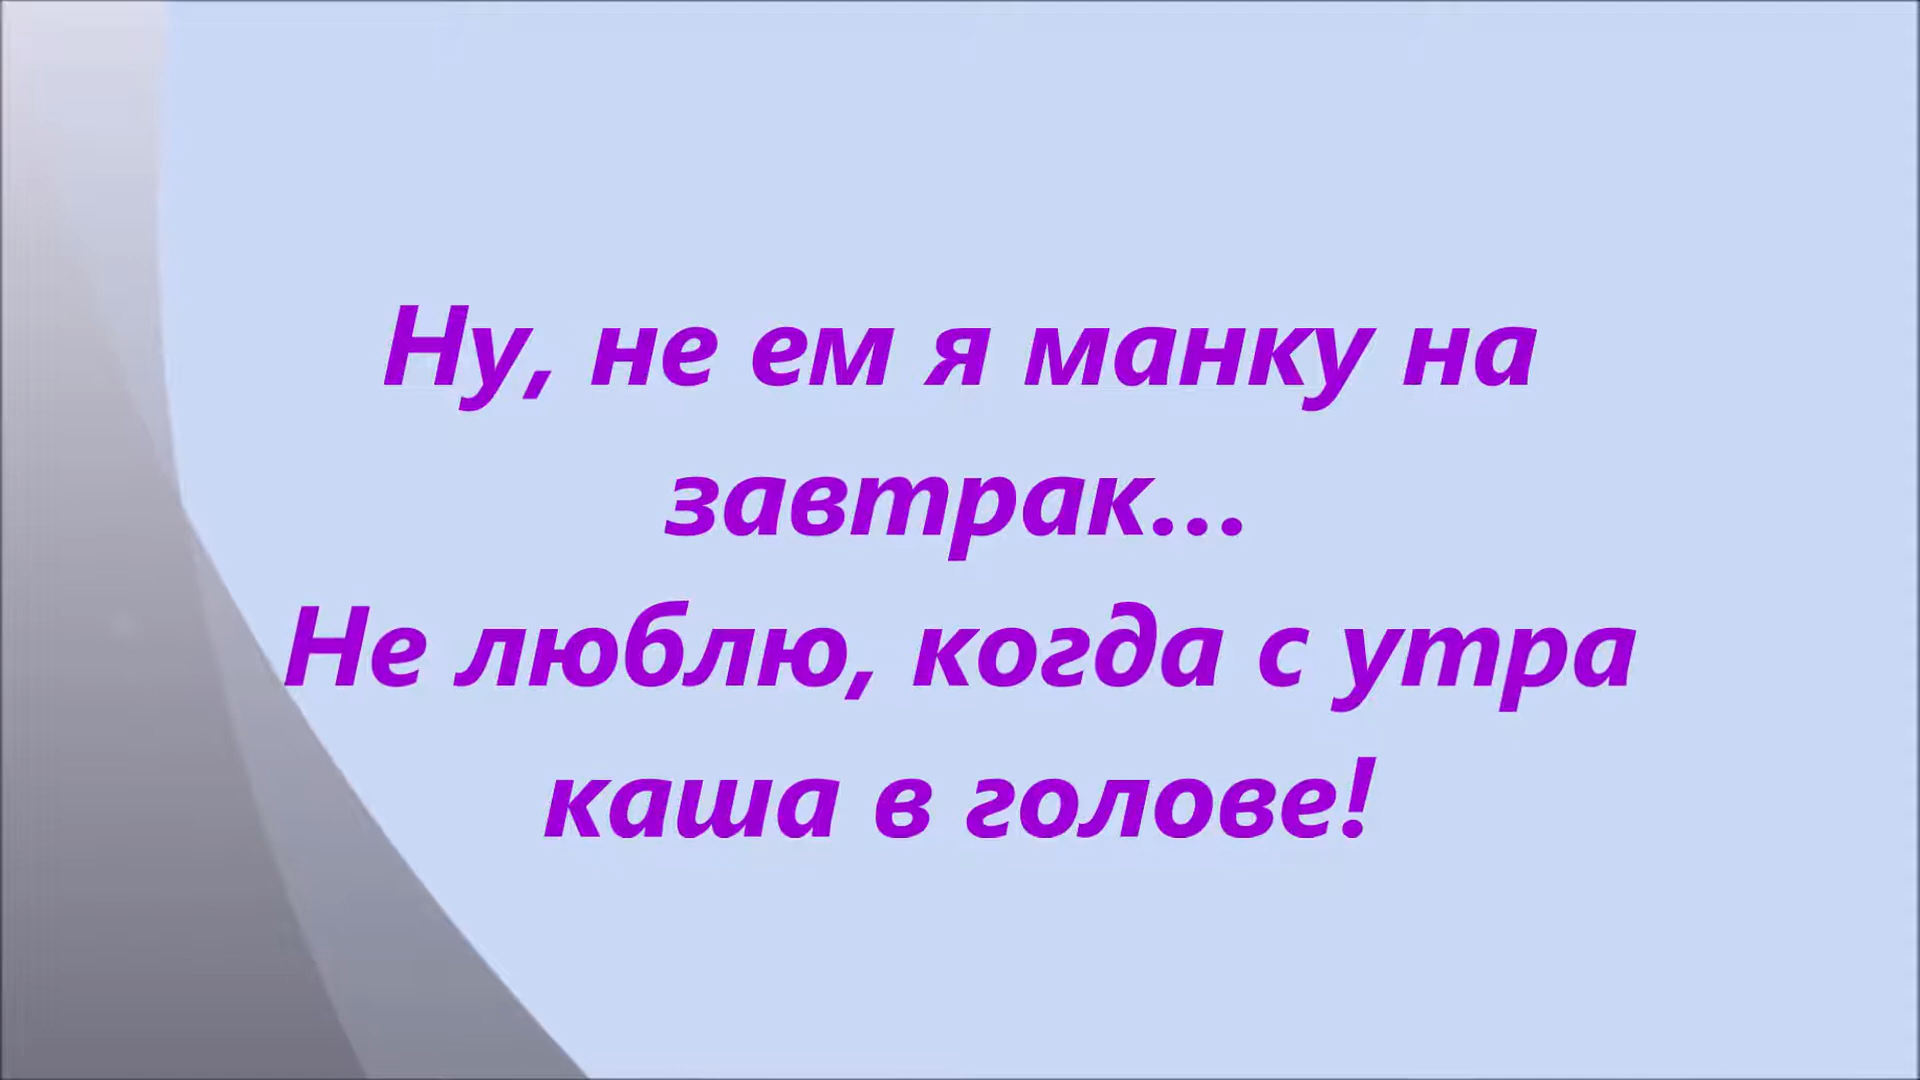 Ну, не ем я манку на
завтрак...
Не люблю, когда с утра
каша в голове!